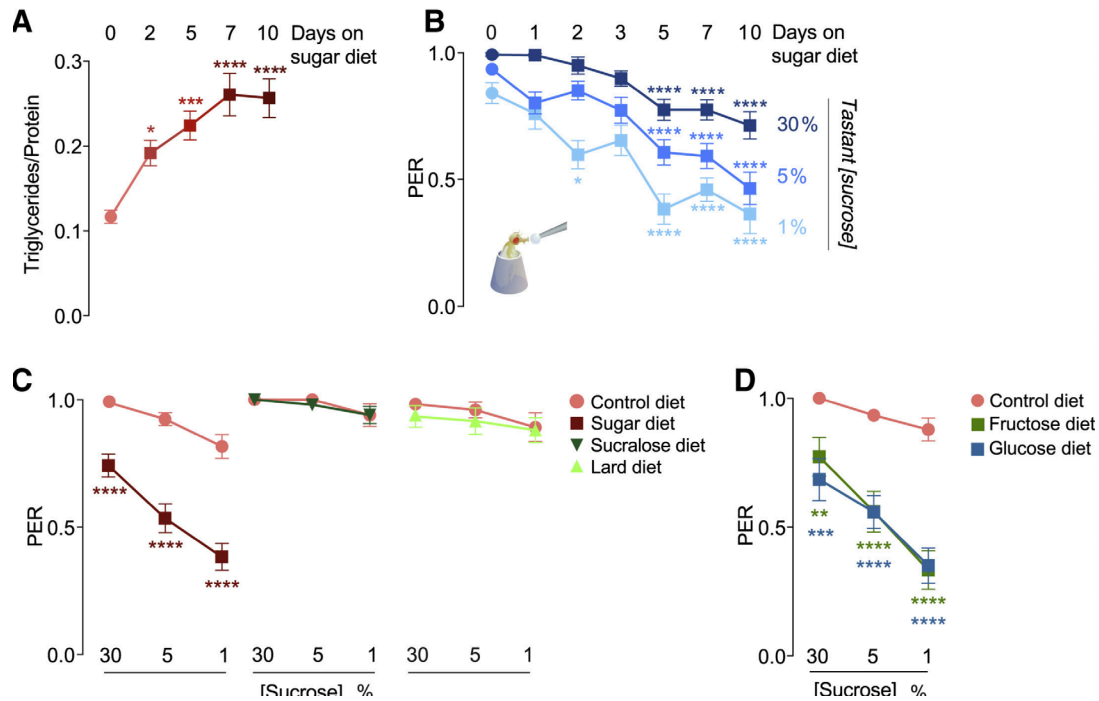 A
0 2 5 7 10 Days on
sugar diet
0.3
0.2
0.1
0.0
Triglycerides/Protein
* *** **** ****
B
0 1 2 3 5 7 10 Days on
sugar diet
1.0
0.5
0.0
PER
**** **** ****
**** **** ****
* **** **** ****
30%
5%
1%
Tastant [sucrose]
C
1.0
0.5
0.0
PER
**** **** ****
Control diet
Sugar diet
Sucralose diet
Lard diet
30 5 1 30 5 1 30 5 1
[Sucrose] %
D
1.0
0.5
0.0
PER
Control diet
Fructose diet
Glucose diet
** **** ****
*** **** ****
30 5 1
[Sucrose] %